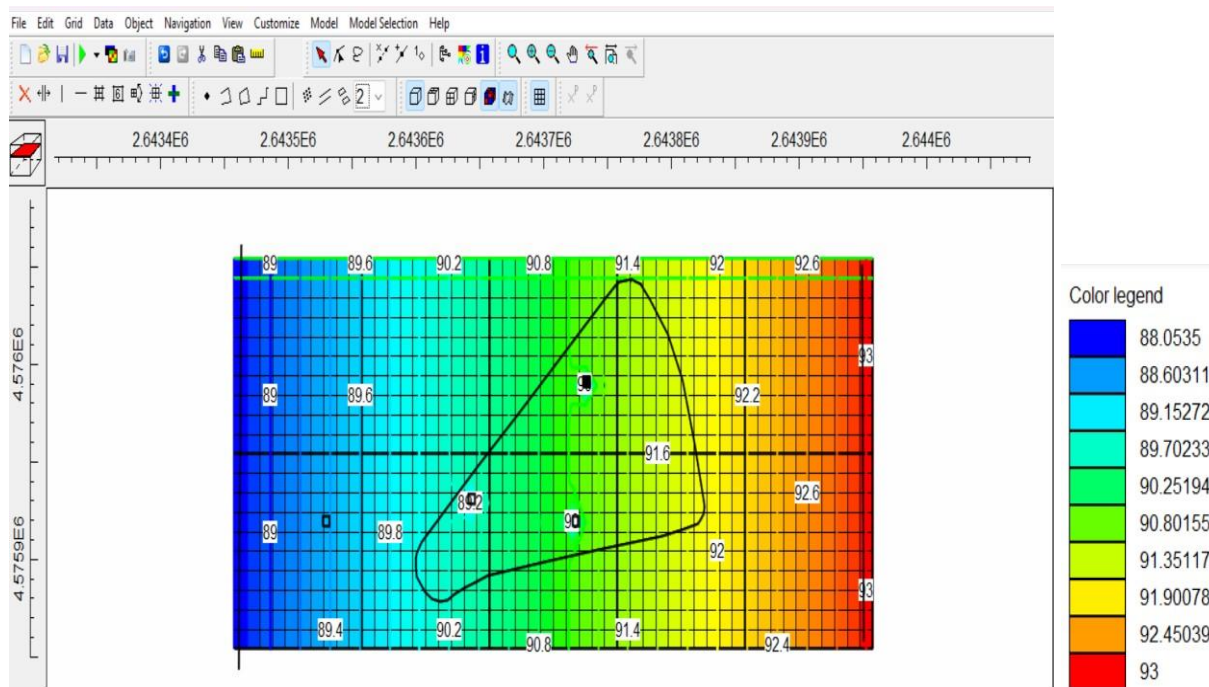 File Edit Grid Data Object Navigation View Customize Model Model Selection Help
2
2.6434E6 2.6435E6 2.6436E6 2.6437E6 2.6438E6 2.6439E6 2.644E6
4.576E6
4.5759E6
89 89.6 90.2 90.8 91.4 92 92.6
93
89 89.6 92.2
91.6
89.2 92.6
89 89.8 92
93
89.4 90.2 90.8 91.4 92.4
Color legend
88.0535
88.60311
89.15272
89.70233
90.25194
90.80155
91.35117
91.90078
92.45039
93